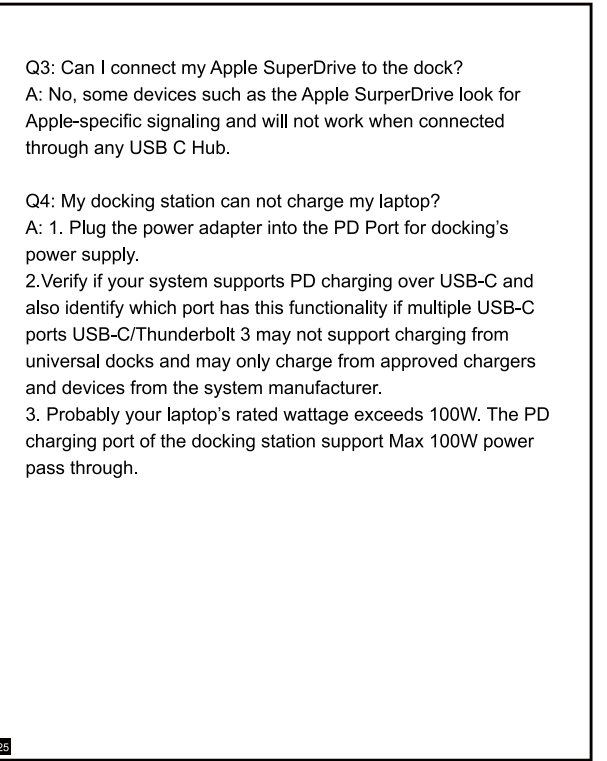 Q3: Can I connect my Apple SuperDrive to the dock?
A: No, some devices such as the Apple SurperDrive look for
Apple-specific signaling and will not work when connected
through any USB C Hub.
Q4: My docking station can not charge my laptop?
A: 1. Plug the power adapter into the PD Port for docking's
power supply.
2.Verify if your system supports PD charging over USB-C and
also identify which port has this functionality if multiple USB-C
ports USB-C/Thunderbolt 3 may not support charging from
universal docks and may only charge from approved chargers
and devices from the system manufacturer.
3. Probably your laptop's rated wattage exceeds 100W. The PD
charging port of the docking station support Max 100W power
pass through.
25